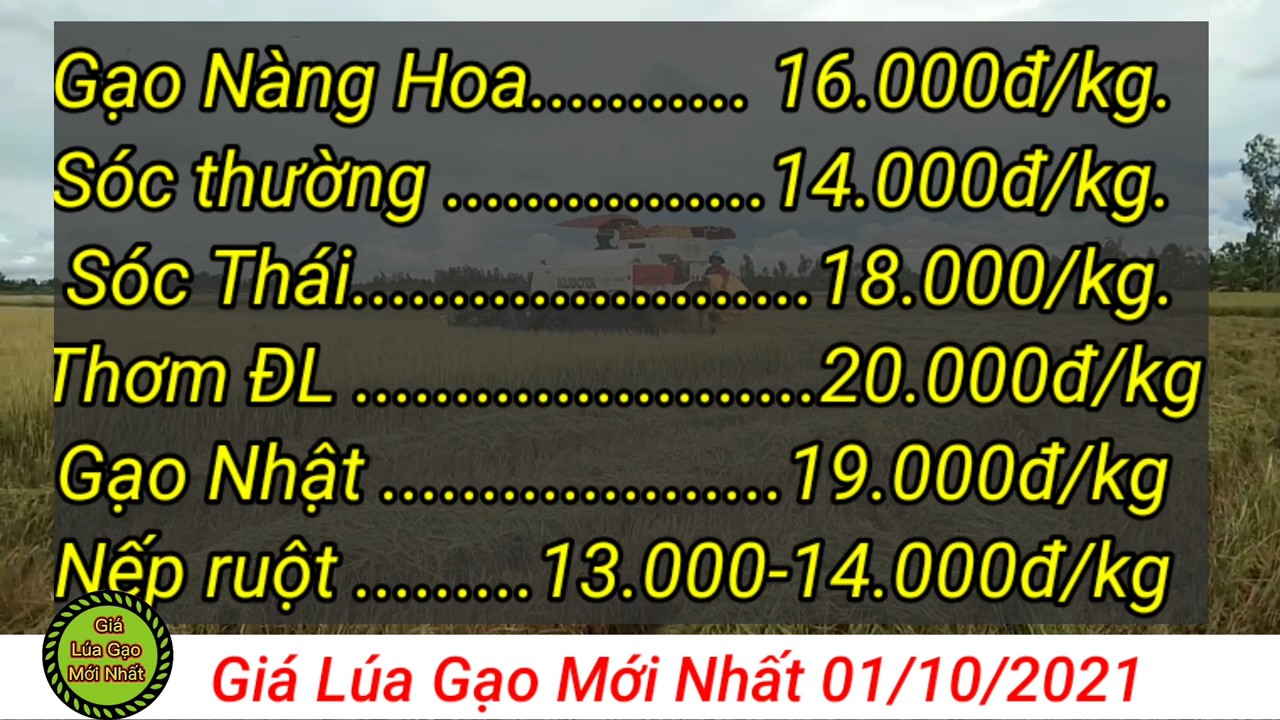 Gạo Nàng Hoa........... 16.000đ/kg.
Sóc thường ................14.000đ/kg.
Sóc Thái.......................18.000/kg.
KUBOTA
Thơm ĐL .......................20.000đ/kg
Gạo Nhật ....................19.000đ/kg
Nếp ruột .........13.000-14.000đ/kg
Giá
Lúa Gạo
Mới Nhất
Giá Lúa Gạo Mới Nhất 01/10/2021